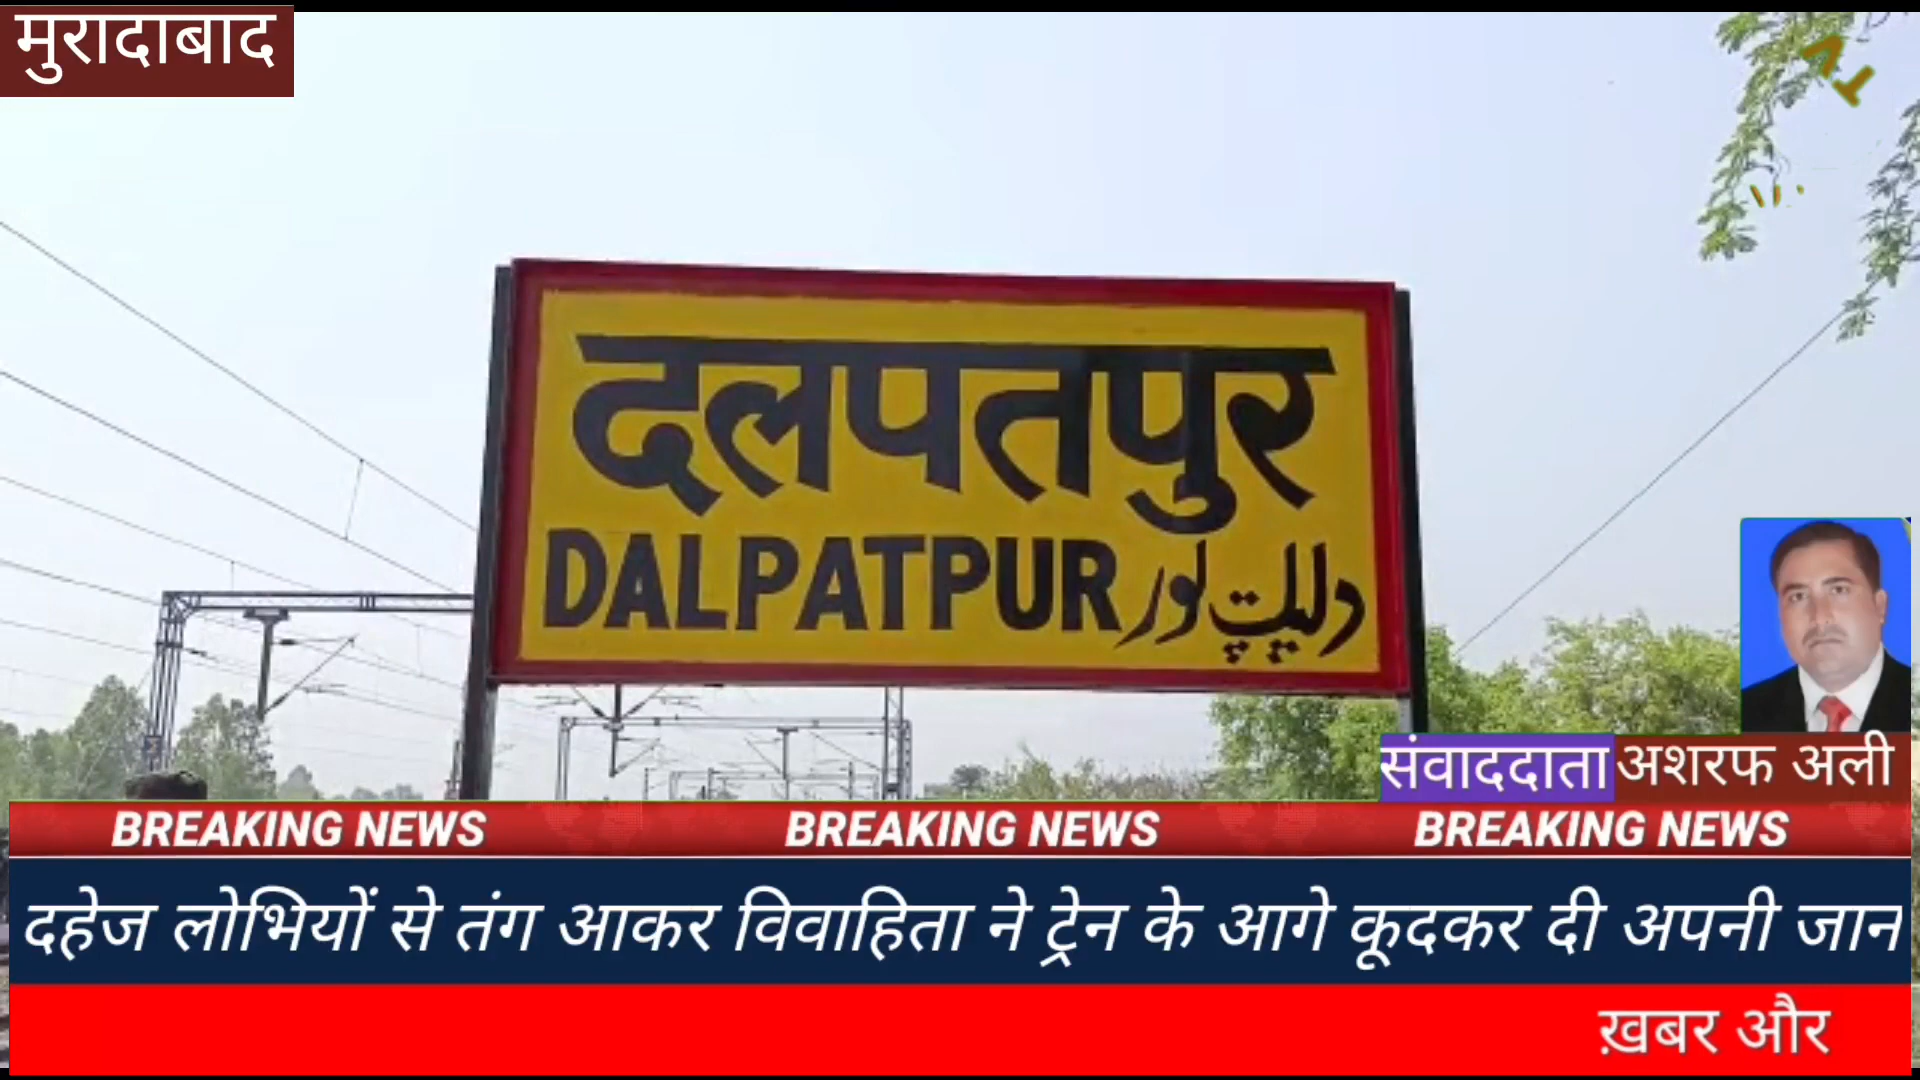 मुरादाबाद
दलपतपुर
DALPATPUR دلپت پور
संवाददाता अशरफ अली
BREAKING NEWS BREAKING NEWS BREAKING NEWS
दहेज लोभियों से तंग आकर विवाहिता ने ट्रेन के आगे कूदकर दी अपनी जान
ख़बर और